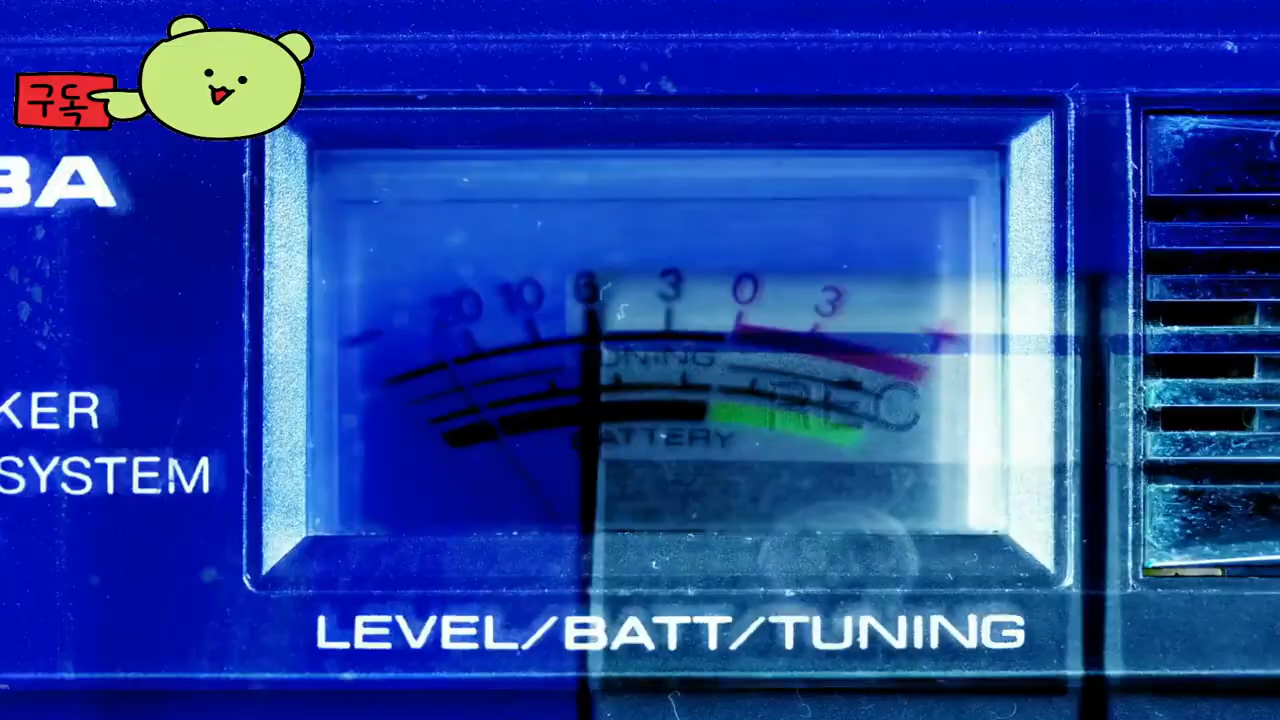 구독
BA
20 10 6 3 0 3 +
TUNING
REC
BATTERY
KER
SYSTEM
LEVEL/BATT/TUNING